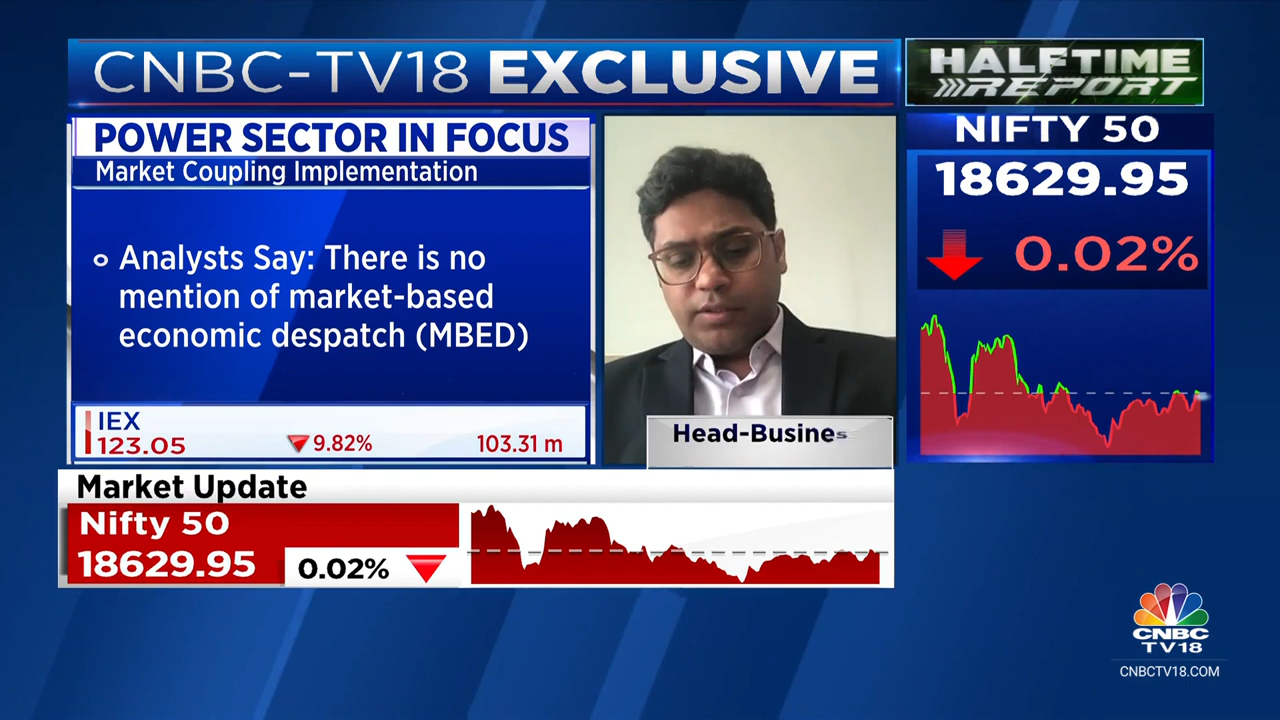 CNBC-TV18 EXCLUSIVE
HALFTIME
REPORT
POWER SECTOR IN FOCUS
Market Coupling Implementation
Analysts Say: There is no
mention of market-based
economic despatch (MBED)
IEX
123.05 9.82% 103.31 m
Head-Busines
NIFTY 50
18629.95
0.02%
Market Update
Nifty 50
18629.95 0.02%
CNBC
TV18
CNBCTV18.COM